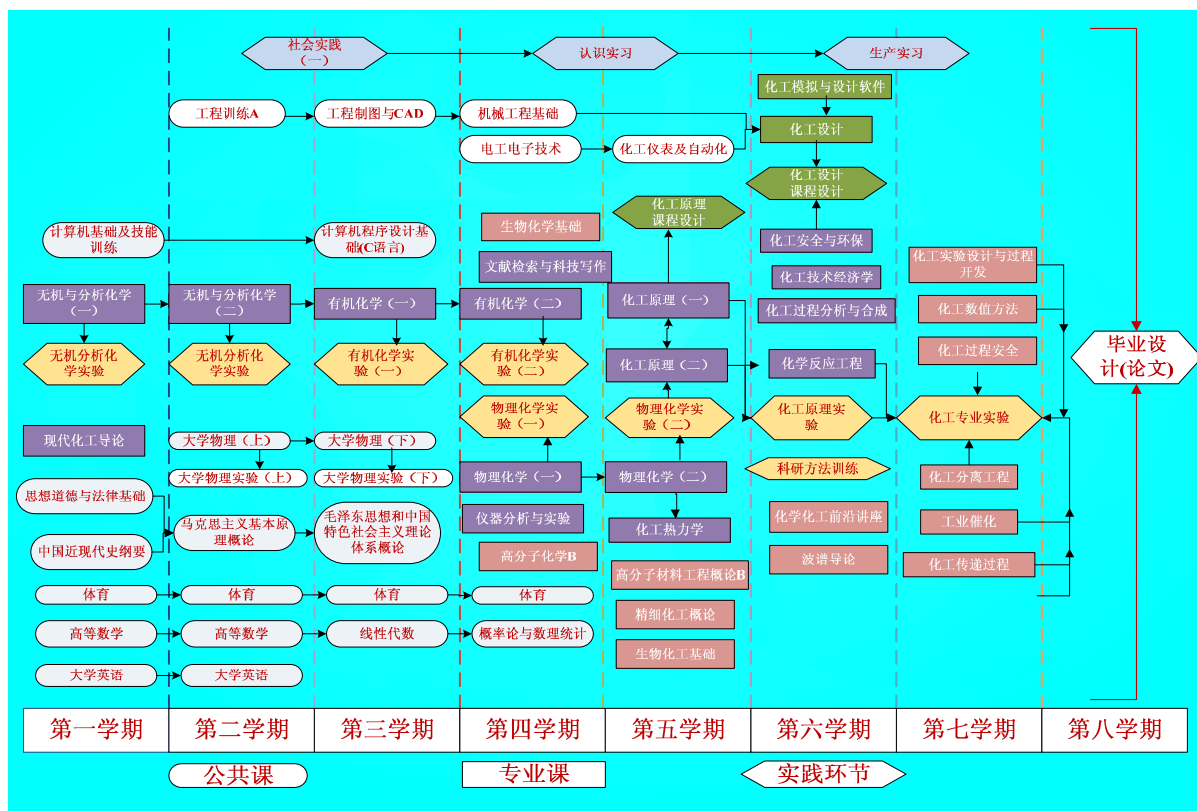 社会实践
（一）
认识实习
生产实习
化工模拟与设计软件
工程训练A
工程制图与CAD
机械工程基础
化工设计
电工电子技术
化工仪表及自动化
化工设计
课程设计
化工原理
课程设计
生物化学基础
计算机基础及技能
训练
计算机程序设计基
础(C语言)
化工安全与环保
文献检索与科技写作
化工技术经济学
化工实验设计与过程
开发
无机与分析化学
（一）
无机与分析化学
（二）
有机化学（一）
有机化学（二）
化工原理（一）
化工过程分析与合成
化工数值方法
无机分析化
学实验
无机分析化
学实验
有机化学实
验（一）
有机化学实
验（二）
化工原理（二）
化学反应工程
化工过程安全
毕业设
计(论文)
物理化学实
验（一）
物理化学实
验（二）
化工原理实
验
化工专业实验
现代化工导论
大学物理（上）
大学物理（下）
大学物理实验（上）
大学物理实验（下）
物理化学（一）
物理化学（二）
科研方法训练
化工分离工程
思想道德与法律基础
中国近现代史纲要
马克思主义基本原
理概论
毛泽东思想和中国
特色社会主义理论
体系概论
仪器分析与实验
化工热力学
化学化工前沿讲座
工业催化
高分子化学B
高分子材料工程概论B
波谱导论
化工传递过程
体育
体育
体育
体育
精细化工概论
高等数学
高等数学
线性代数
概率论与数理统计
生物化工基础
大学英语
大学英语
第一学期
第二学期
第三学期
第四学期
第五学期
第六学期
第七学期
第八学期
公共课
专业课
实践环节